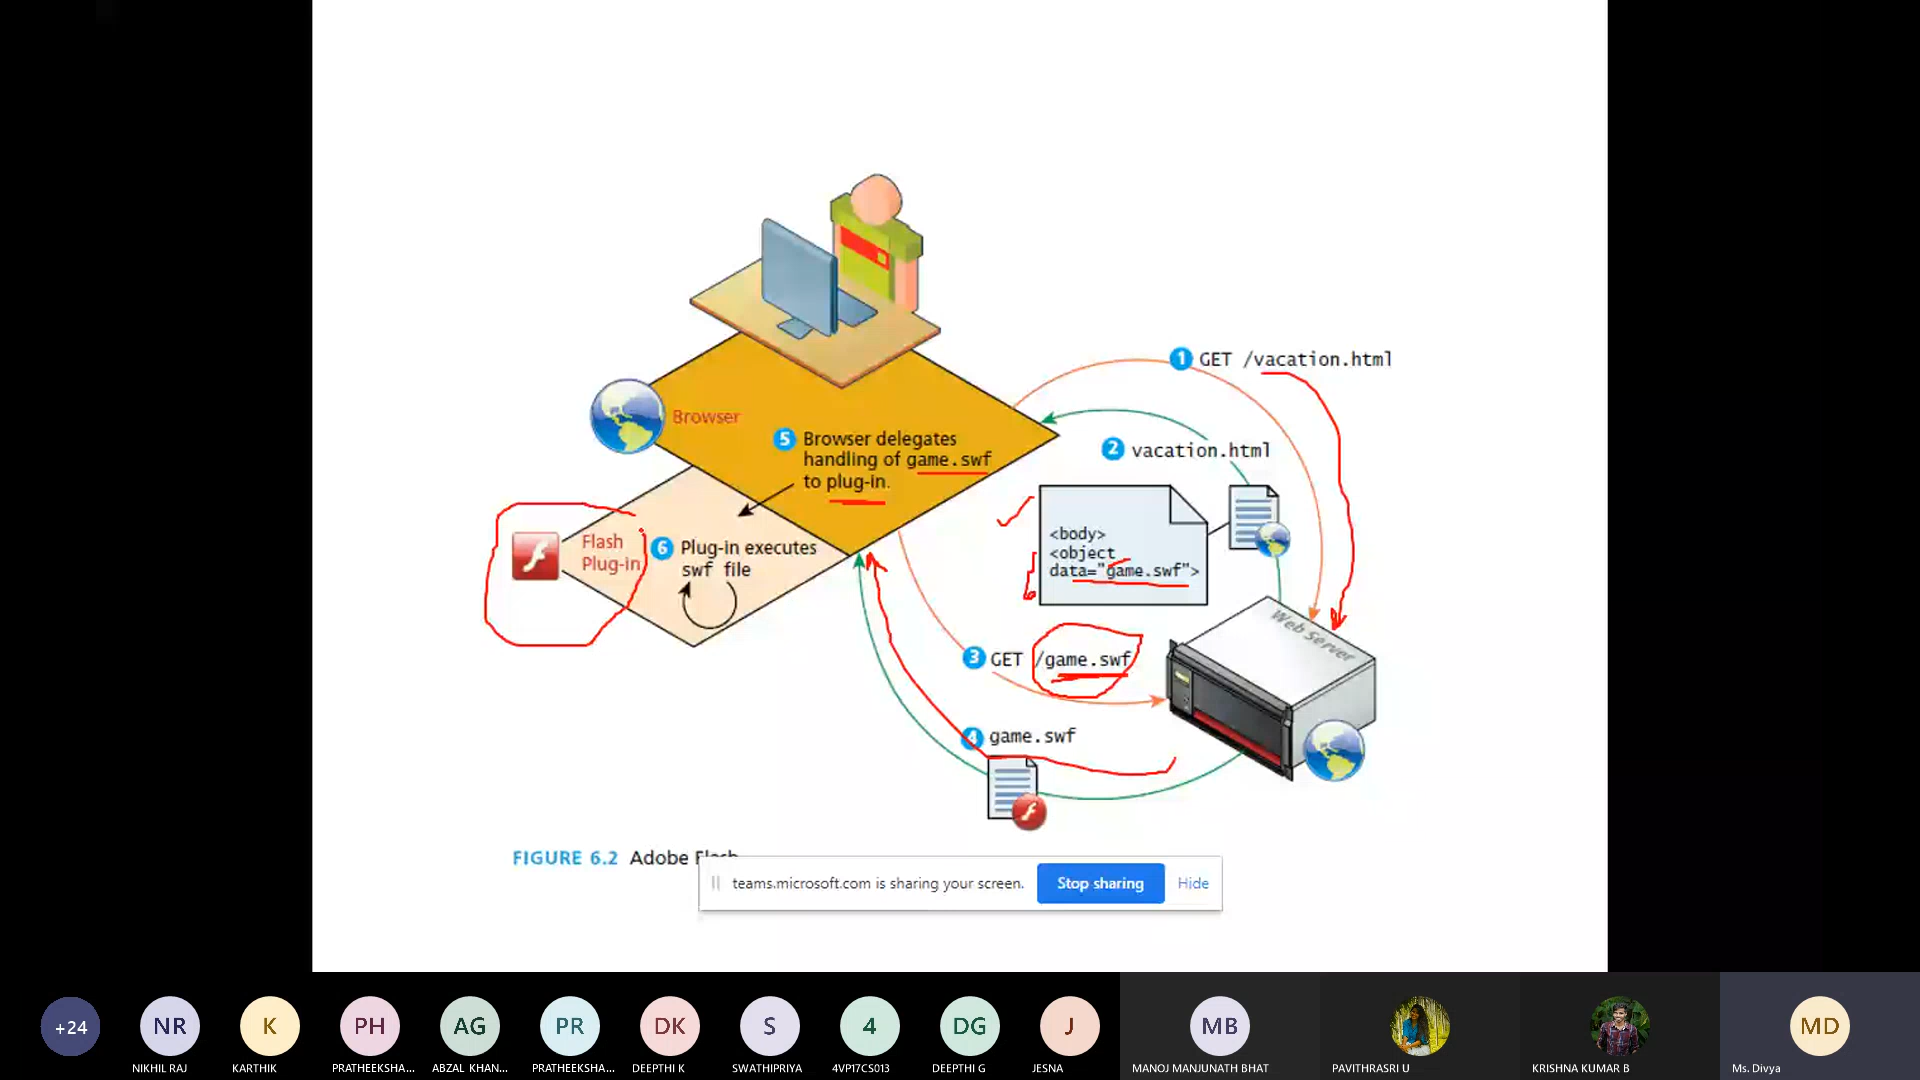 1 GET /vacation.html
Browser
5 Browser delegates
handling of game.swf
to plug-in.
2 vacation.html
<body>
<object
data="game.swf">
Flash
Plug-in
6 Plug-in executes
swf file
Web Server
3 GET /game.swf
4 game.swf
FIGURE 6.2 Adobe Flash
teams.microsoft.com is sharing your screen. Stop sharing Hide
+24 NR K PH AG PR DK S 4 DG J MB MD
NIKHIL RAJ KARTHIK PRATHEEKSHA... ABZAL KHAN... PRATHEEKSHA... DEEPTHI K SWATHIPRIYA 4VP17CS013 DEEPTHI G JESNA MANOJ MANJUNATH BHAT PAVITHRASRI U KRISHNA KUMAR B Ms. Divya